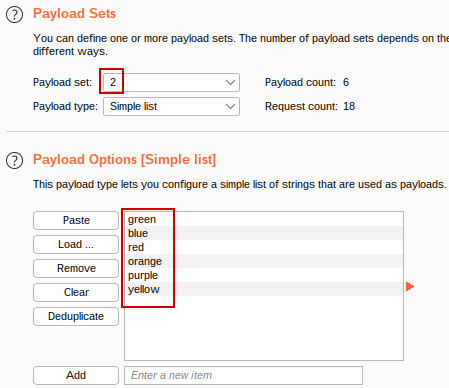 ? Payload Sets
You can define one or more payload sets. The number of payload sets depends on the
different ways.
Payload set: 2 Payload count: 6
Payload type: Simple list Request count: 18
? Payload Options [Simple list]
This payload type lets you configure a simple list of strings that are used as payloads.
Paste green
blue
Load ... red
orange
Remove purple
Clear yellow
Deduplicate
Add Enter a new item